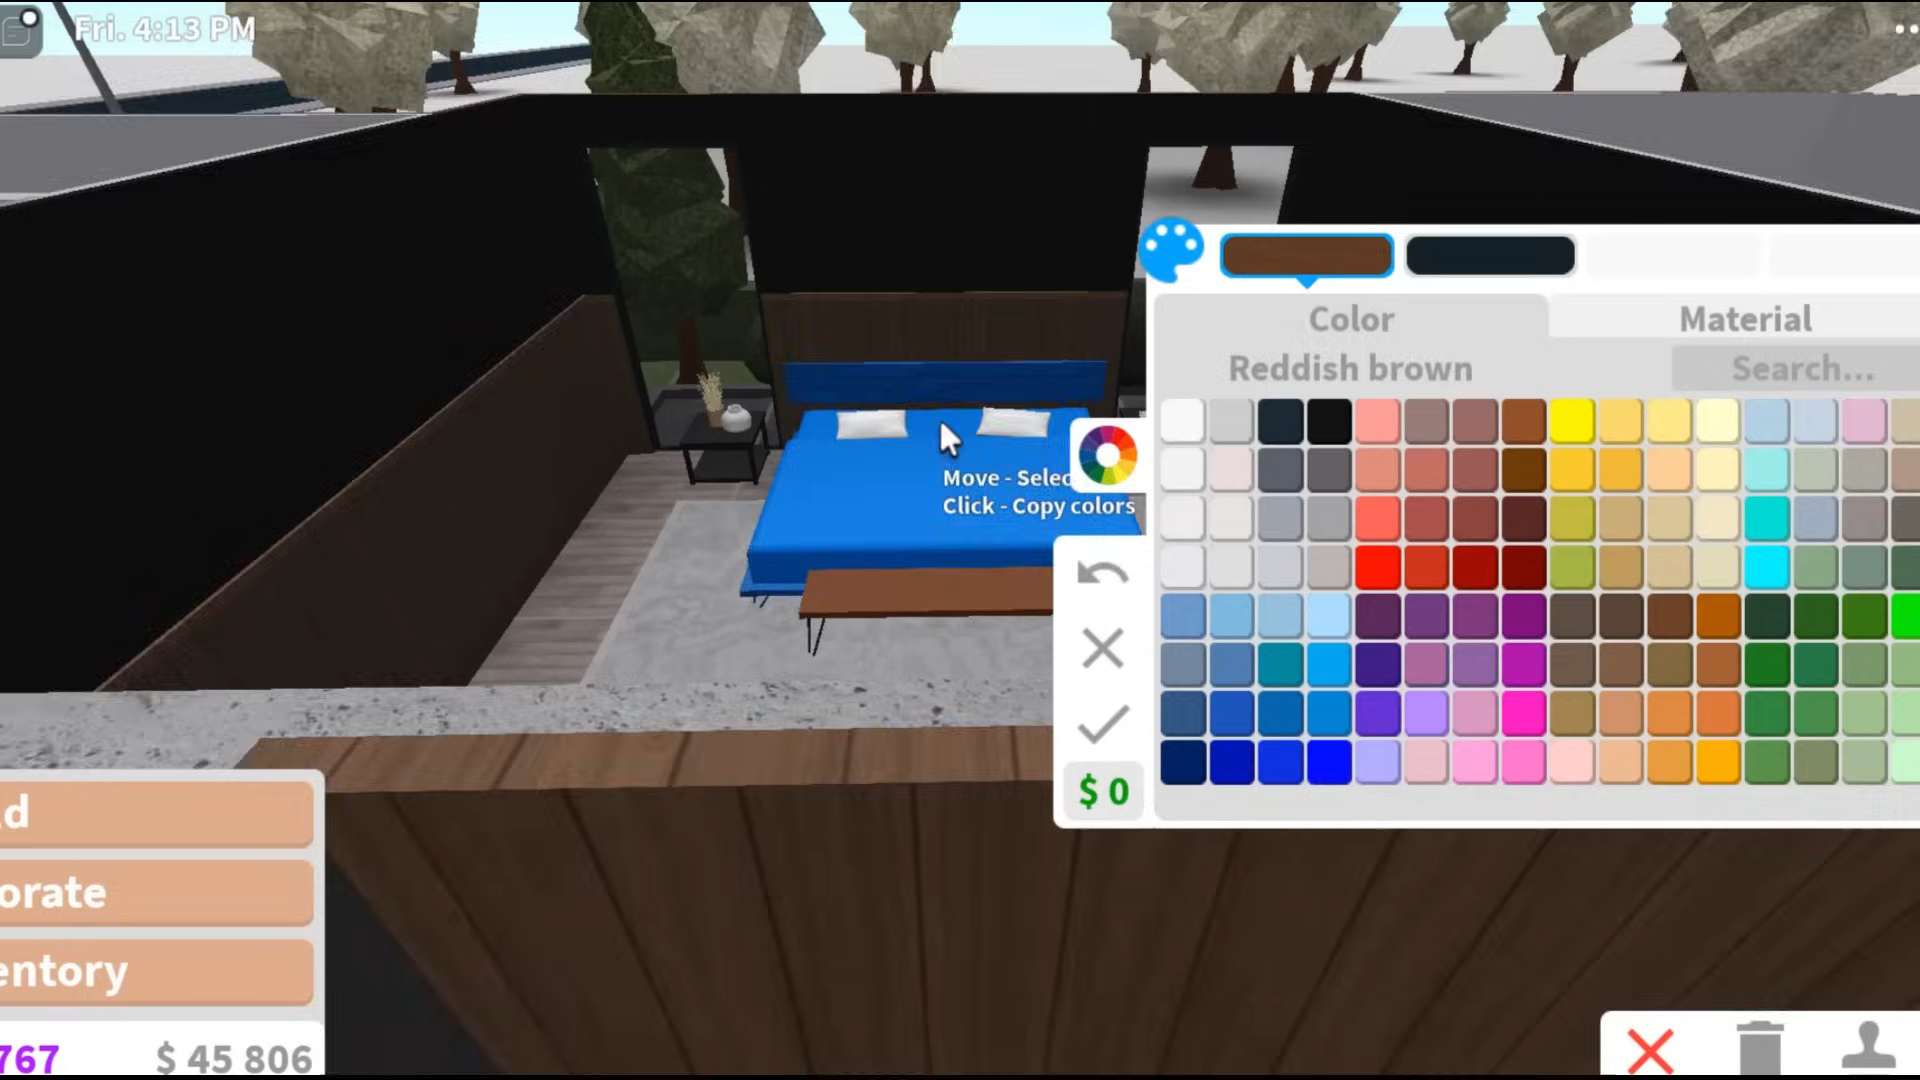 Fri. 4:13 PM
Color
Material
Reddish brown
Search...
Move - Selec
Click - Copy colors
$ 0
ld
orate
entory
767
$ 45 806